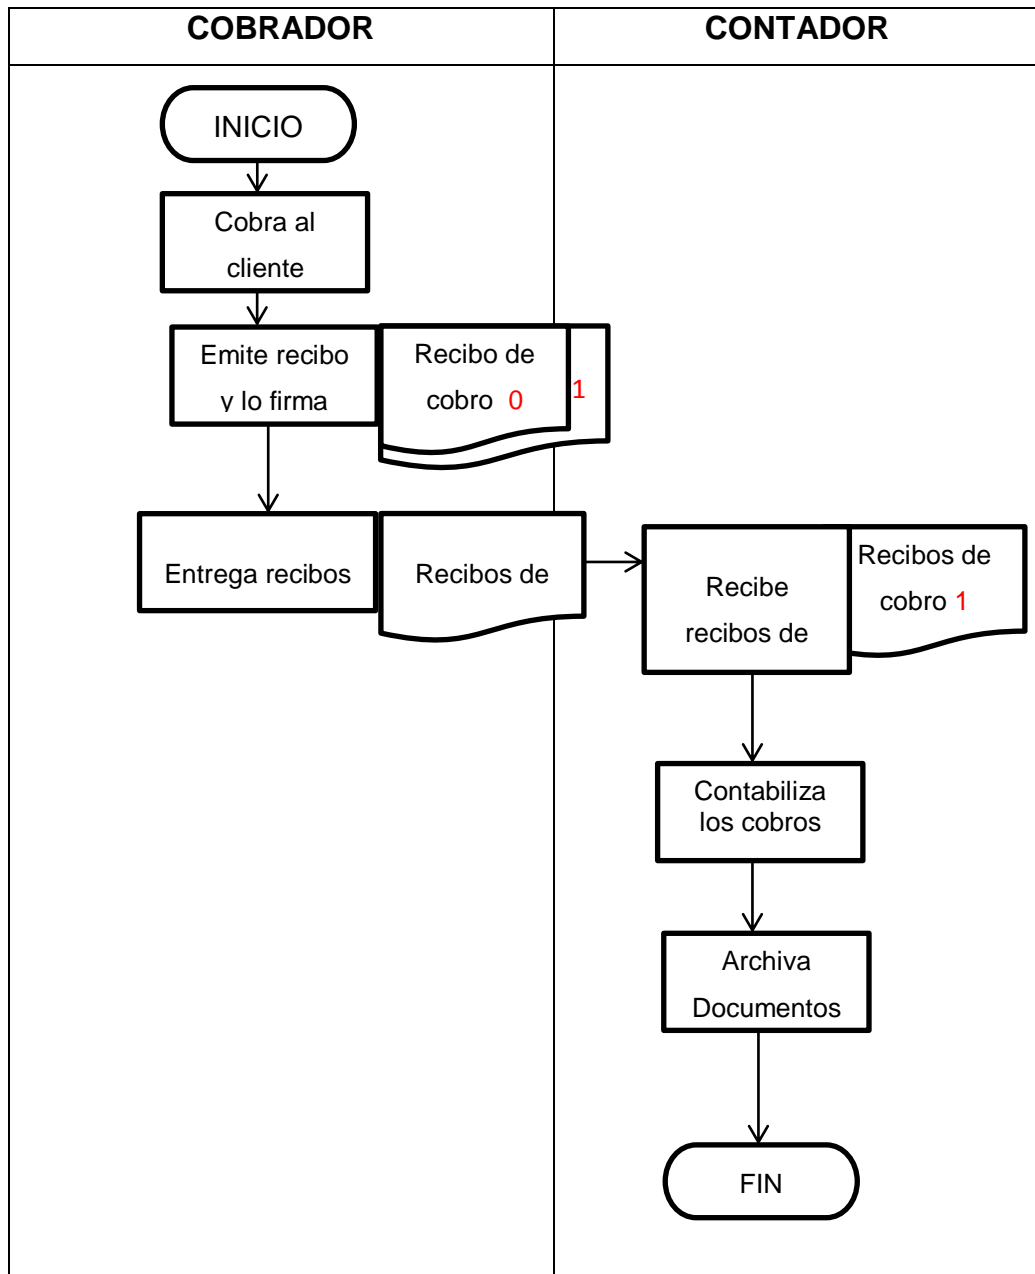 COBRADOR
CONTADOR
INICIO
Cobra al
cliente
Emite recibo
y lo firma
Recibo de
cobro 0
1
Entrega recibos
Recibos de
Recibe
recibos de
Recibos de
cobro 1
Contabiliza
los cobros
Archiva
Documentos
FIN